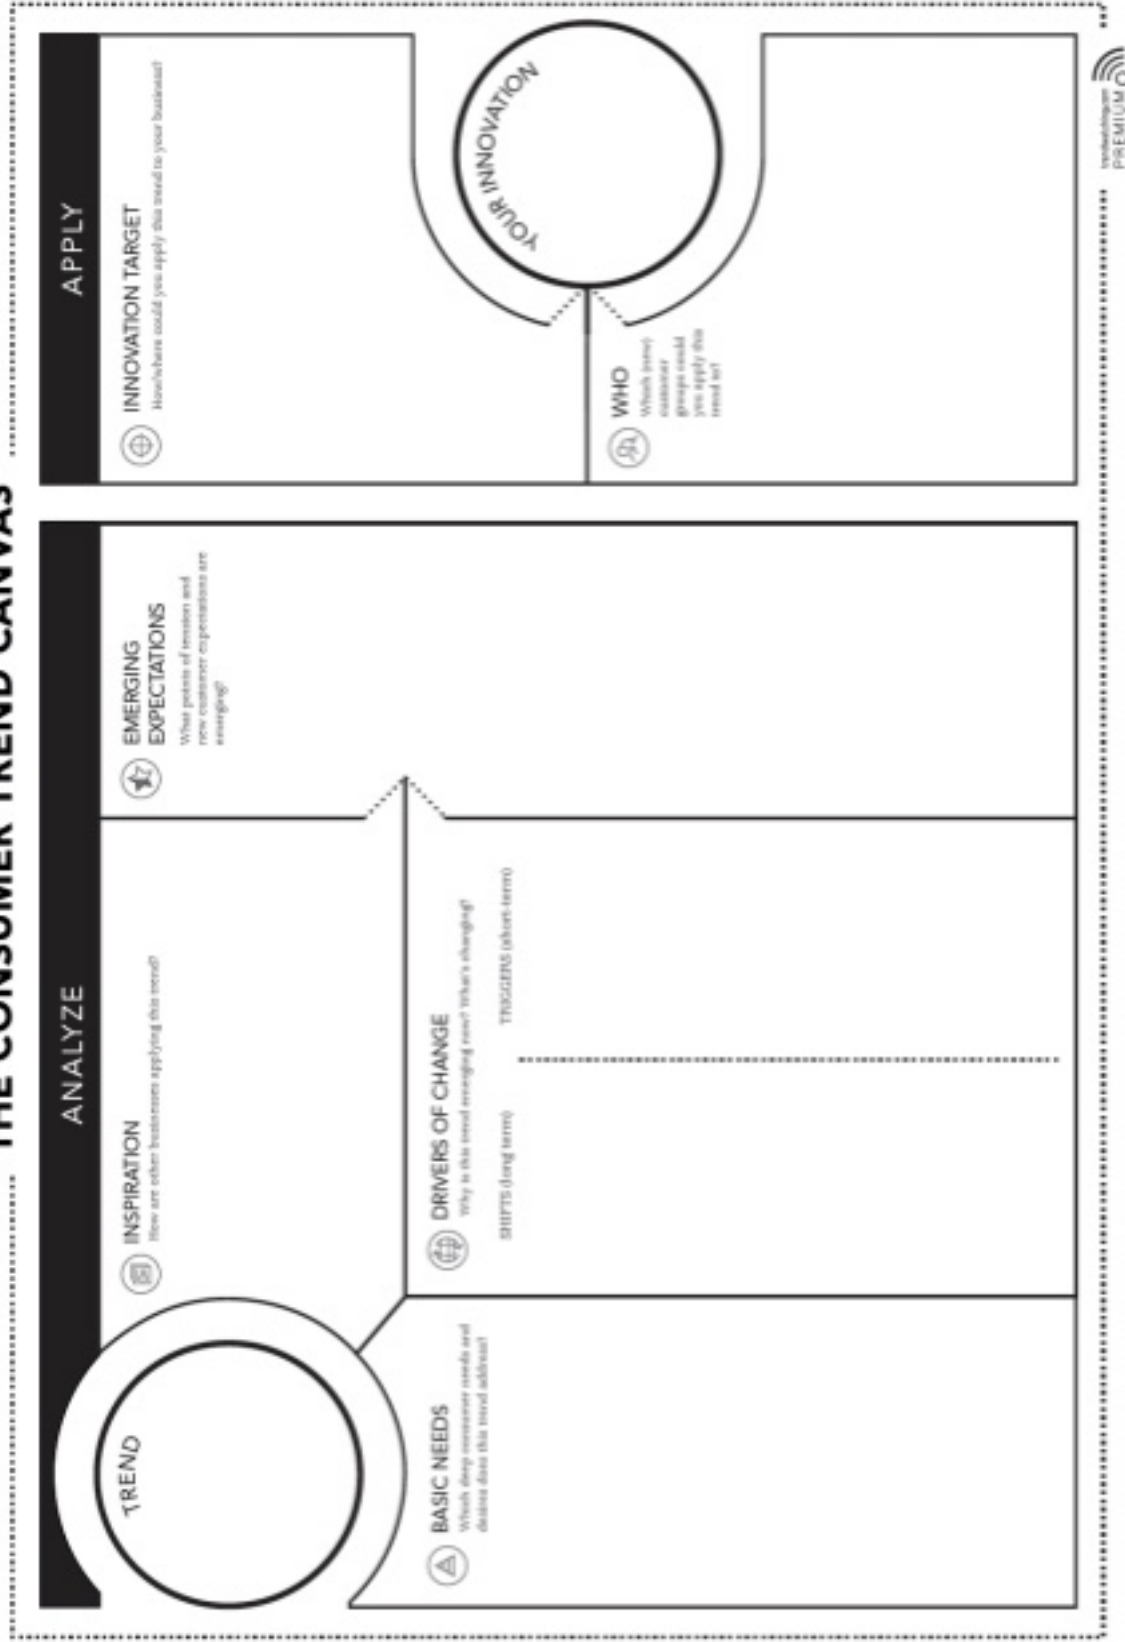 THE CONSUMER TREND CANVAS
ANALYZE
TREND
INSPIRATION
How are other businesses applying this trend?
BASIC NEEDS
Which deep consumer needs and
desires does this trend address?
DRIVERS OF CHANGE
Why is this trend emerging now? What's changing?
SHIFTS (long term)
TRIGGERS (short-term)
EMERGING
EXPECTATIONS
What points of tension and
new customer expectations are
emerging?
APPLY
INNOVATION TARGET
How/where could you apply this trend to your business?
WHO
Which (new)
customer
groups could
you apply this
trend to?
YOUR INNOVATION
trendwatching.com
PREMIUM